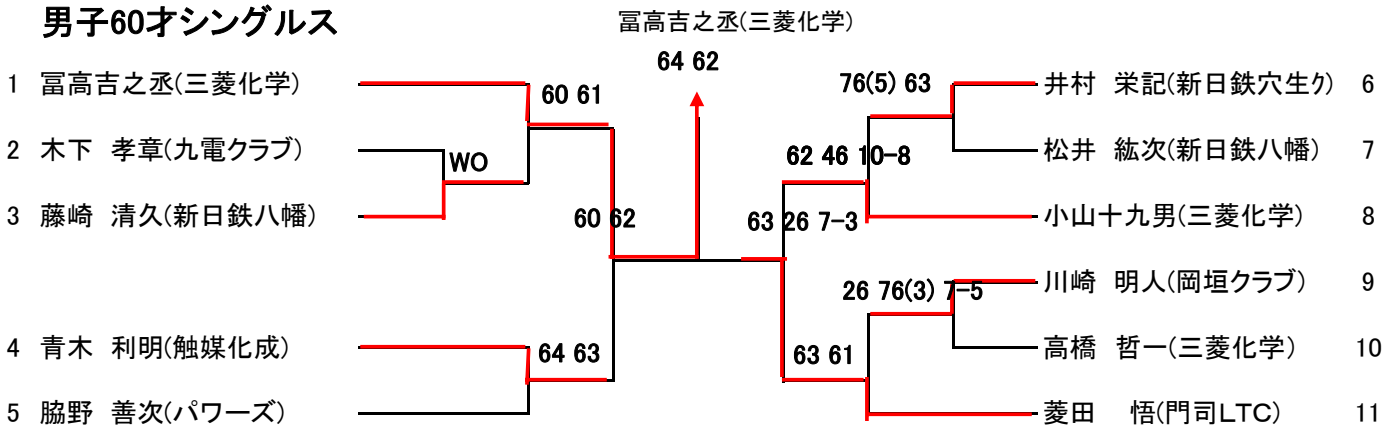 男子60才シングルス
冨高吉之丞(三菱化学)
64 62
1 冨高吉之丞(三菱化学)
60 61
76(5) 63
井村 栄記(新日鉄穴生ク) 6
2 木下 孝章(九電クラブ)
WO
62 46 10-8
松井 紘次(新日鉄八幡) 7
3 藤崎 清久(新日鉄八幡)
60 62
63 26 7-3
小山十九男(三菱化学) 8
26 76(3) 7-5
川崎 明人(岡垣クラブ) 9
4 青木 利明(触媒化成)
64 63
63 61
高橋 哲一(三菱化学) 10
5 脇野 善次(パワーズ)
菱田 悟(門司LTC) 11